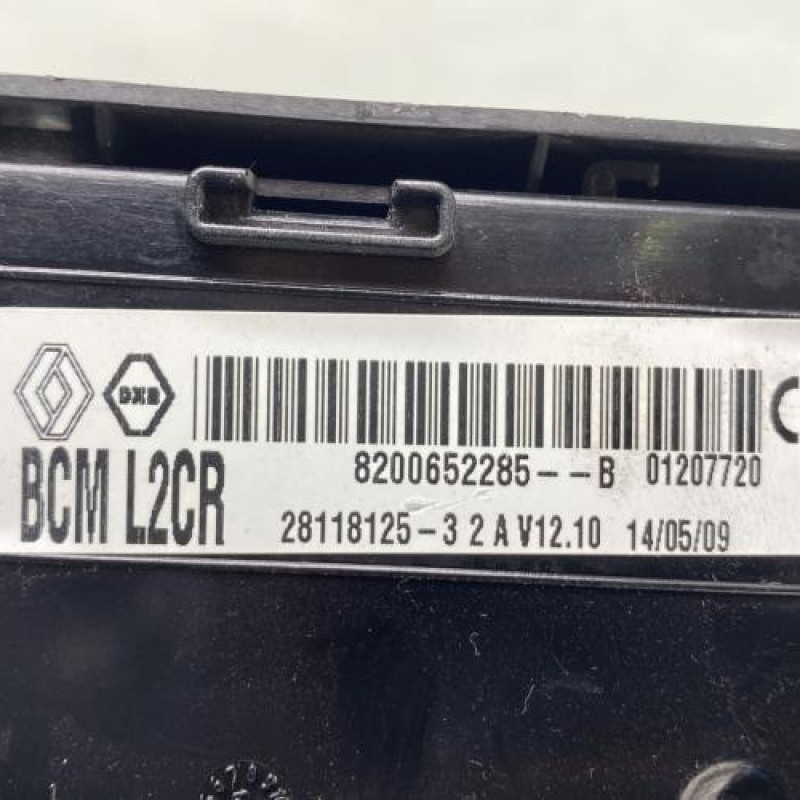 8200652285--B 01207720
BCM L2CR
28118125-3 2 A V12.10 14/05/09